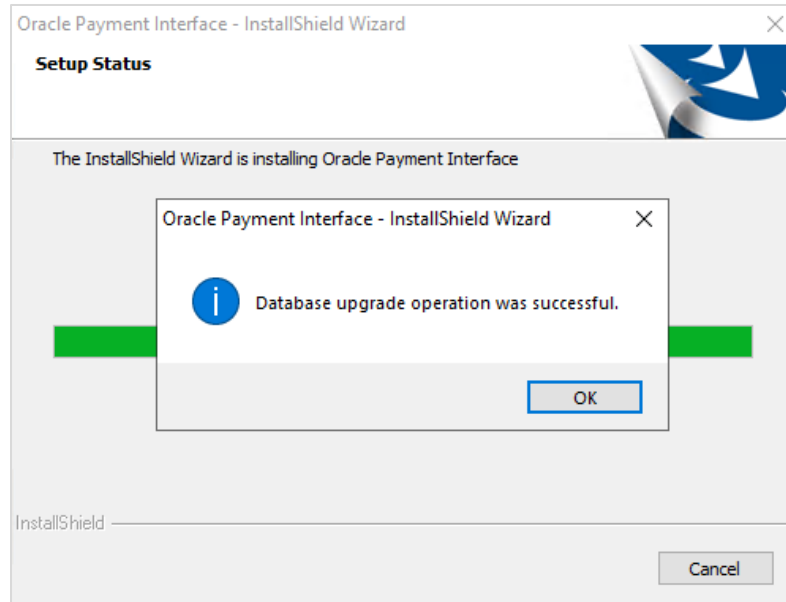 Oracle Payment Interface - InstallShield Wizard
Setup Status
The InstallShield Wizard is installing Oracle Payment Interface
Oracle Payment Interface - InstallShield Wizard
Database upgrade operation was successful.
OK
InstallShield
Cancel